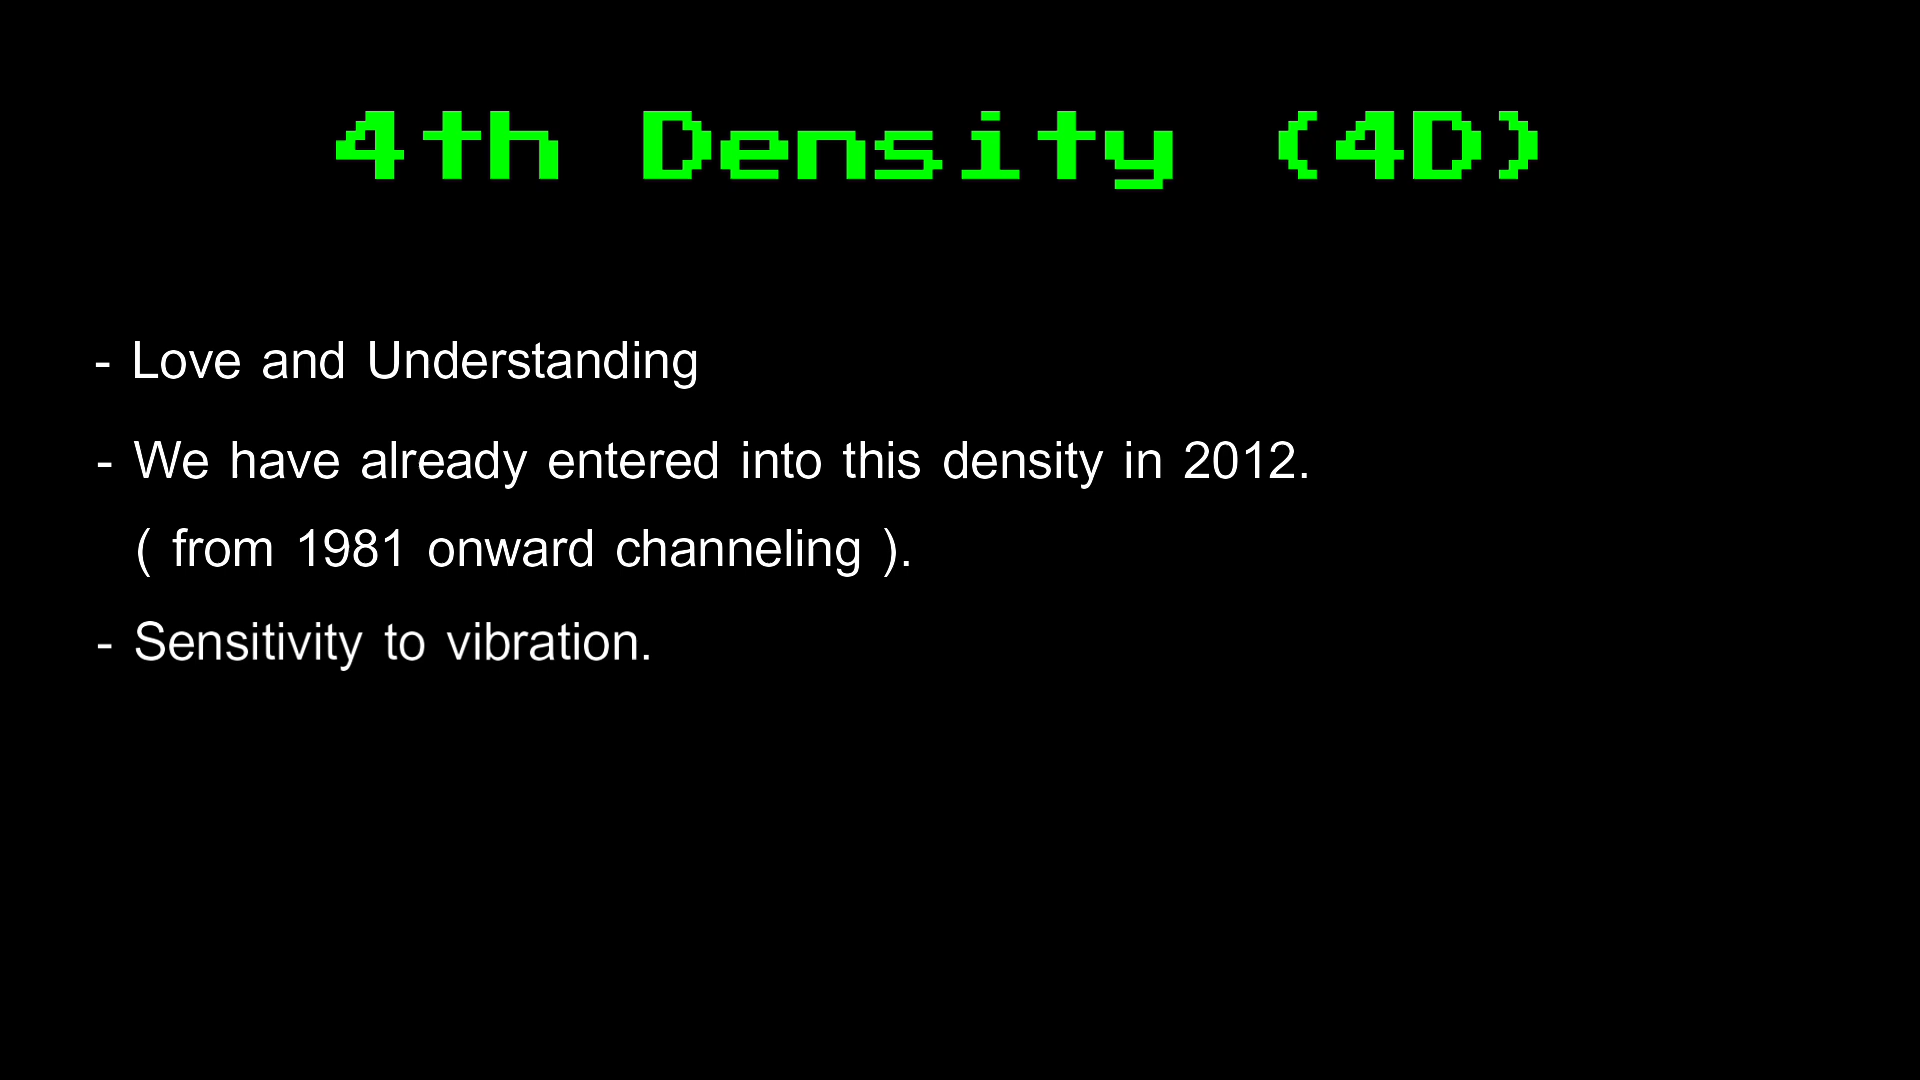 4th Density (4D)
- Love and Understanding
- We have already entered into this density in 2012.
( from 1981 onward channeling ).
- Sensitivity to vibration.